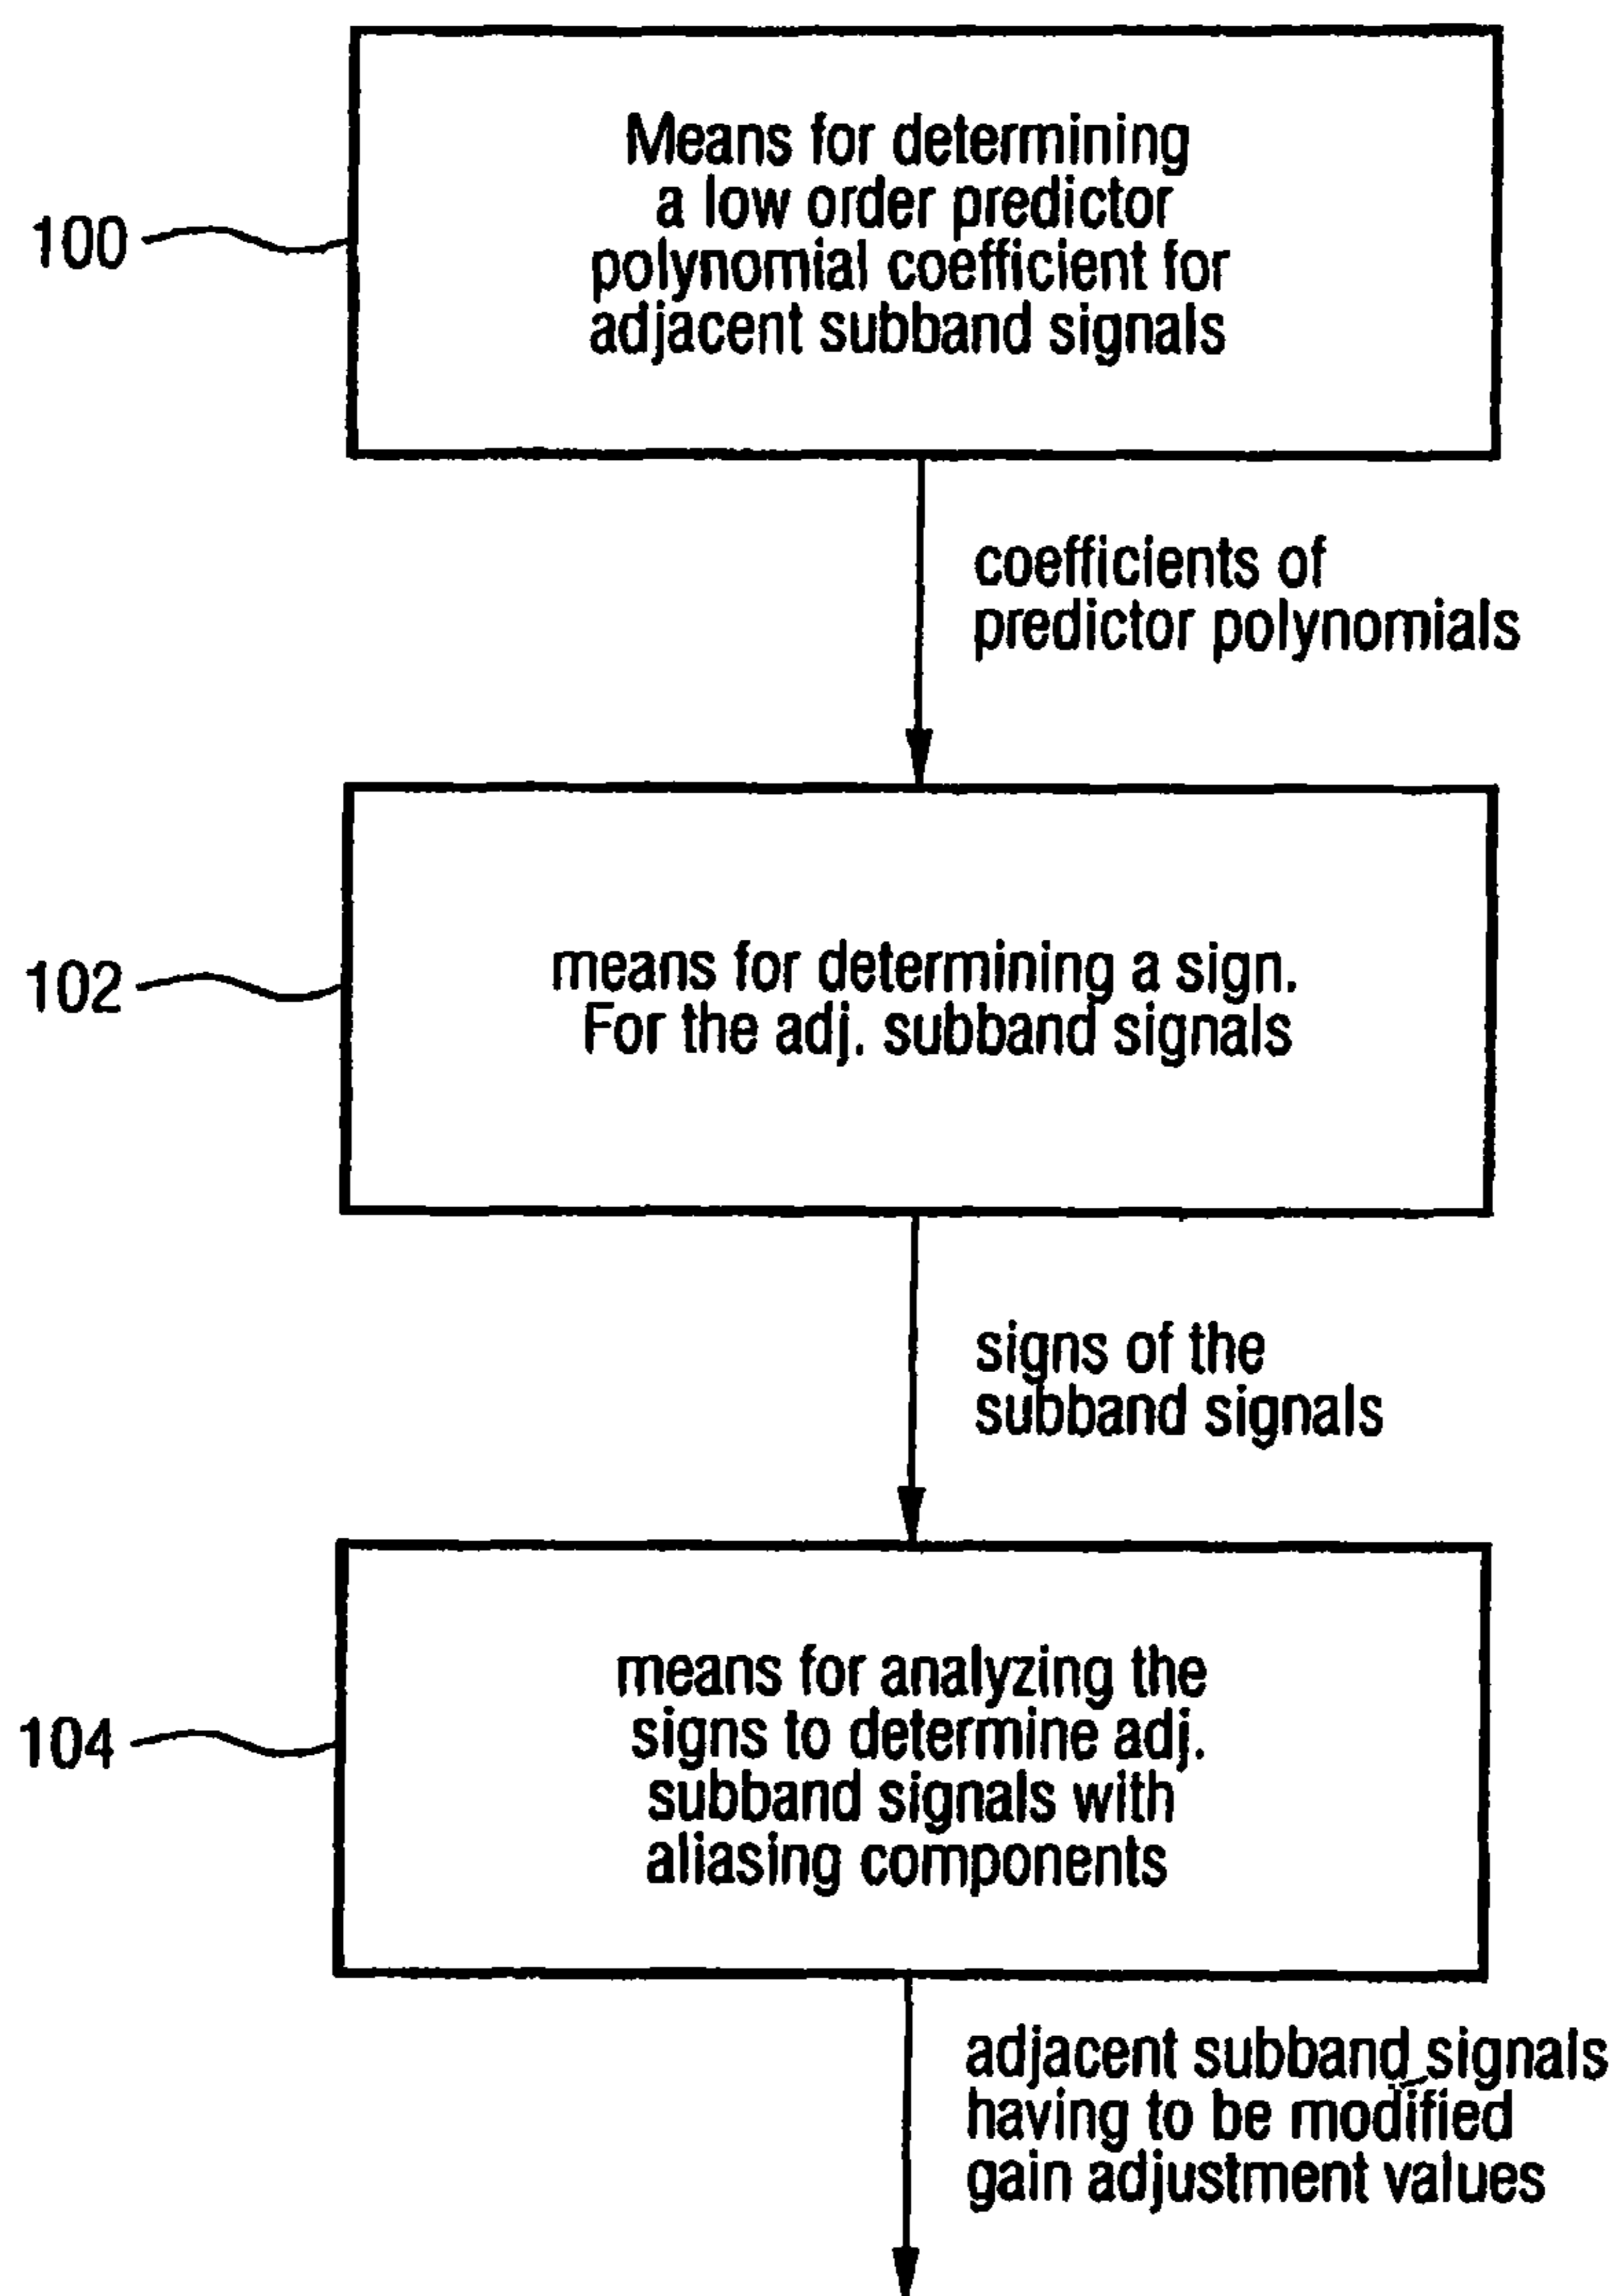 Means for determining
a low order predictor
polynomial coefficient for
adjacent subband signals
100
coefficients of
predictor polynomials
means for determining a sign.
For the adj. subband signals
102
signs of the
subband signals
means for analyzing the
signs to determine adj.
subband signals with
aliasing components
104
adjacent subband signals
having to be modified
gain adjustment values